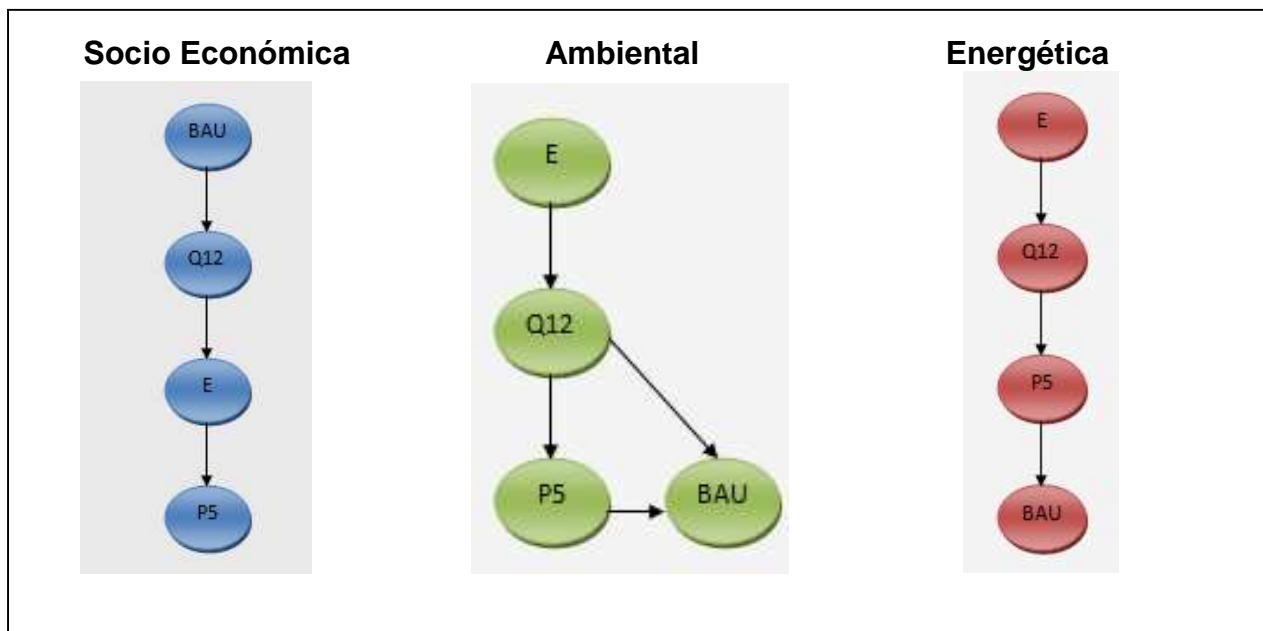 Socio Económica
Ambiental
Energética
BAU
Q12
E
P5
E
Q12
P5
BAU
E
Q12
P5
BAU